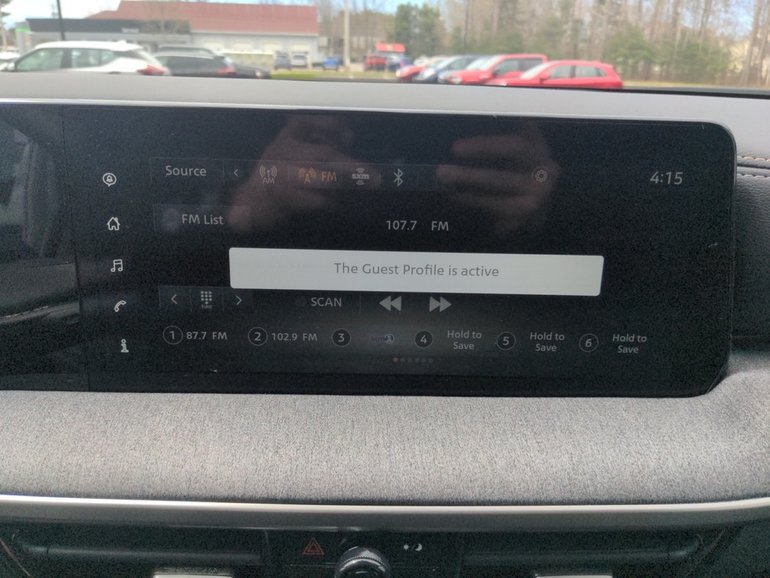 Source AM FM sxm 4:15
FM List
107.7 FM
The Guest Profile is active
TUNE SCAN
1 87.7 FM 2 102.9 FM 3 4 Hold to Save 5 Hold to Save 6 Hold to Save